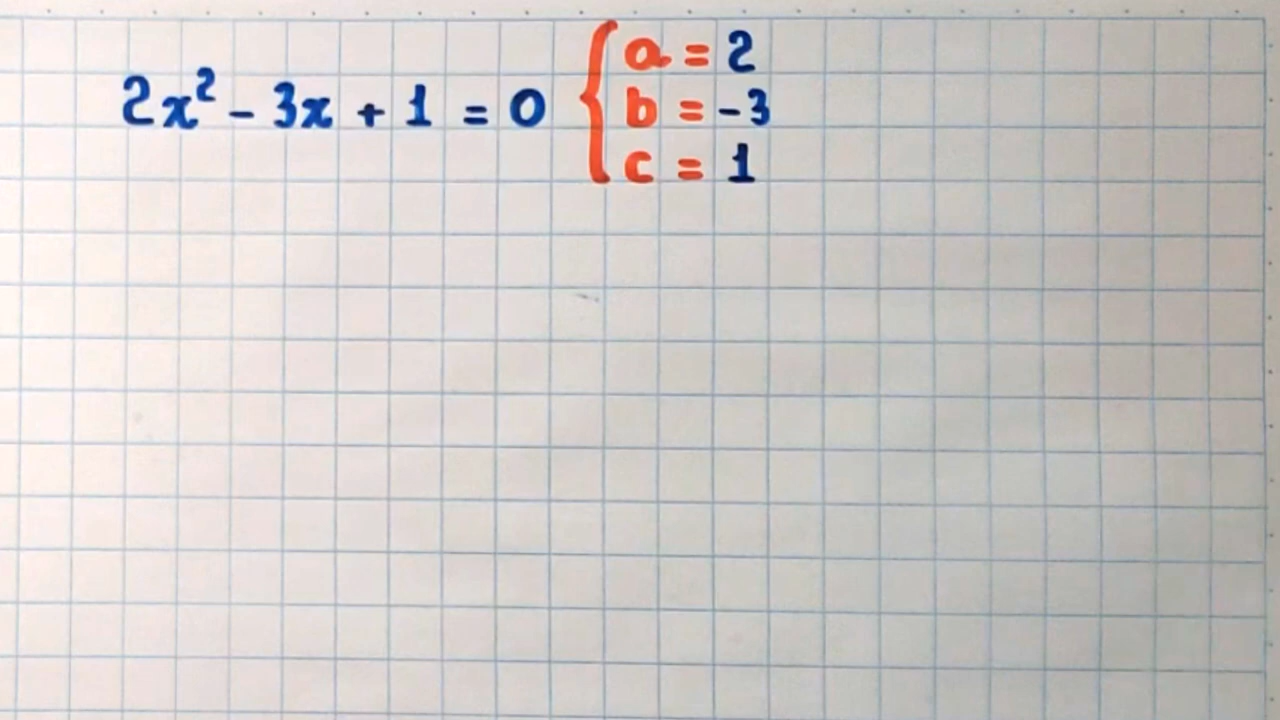 2x² - 3x + 1 = 0
a = 2
b = -3
c = 1